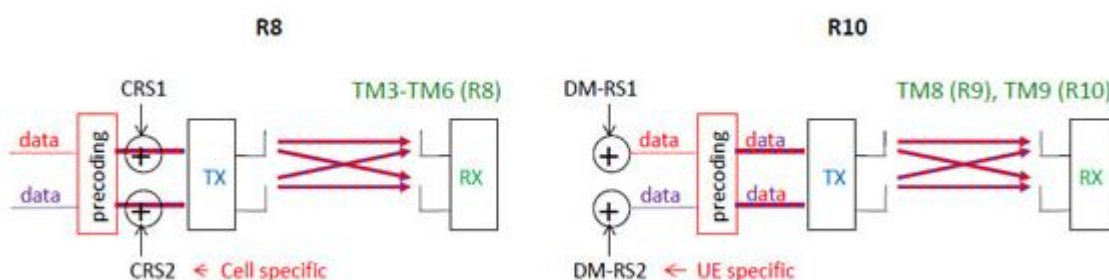 R8
R10
CRS1
TM3-TM6 (R8)
DM-RS1
TM8 (R9), TM9 (R10)
data
precoding
TX
RX
data
precoding
data
TX
RX
data
data
data
CRS2 ← Cell specific
DM-RS2 ← UE specific